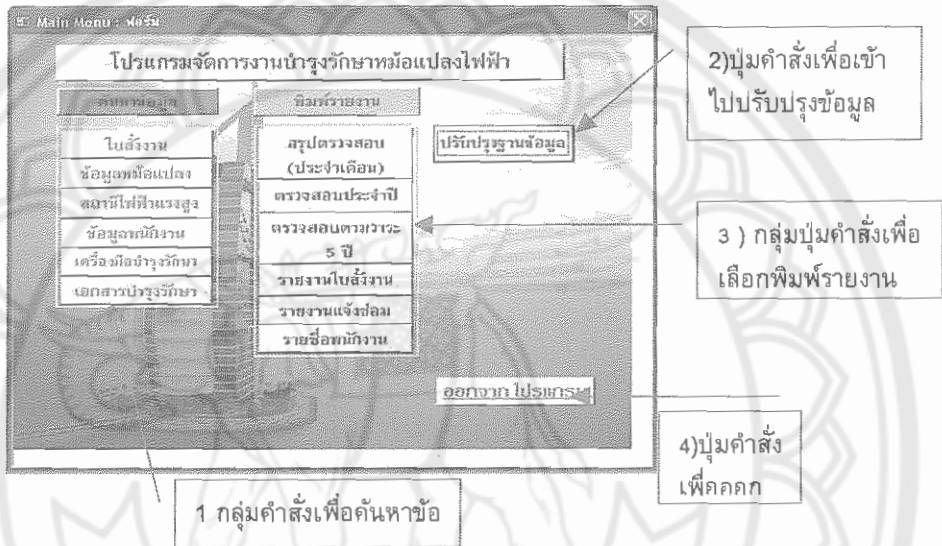 Main Menu : ฟอร์ม
โปรแกรมจัดการงานบำรุงรักษาหม้อแปลงไฟฟ้า
ค้นหาข้อมูล
พิมพ์รายงาน
ใบสั่งงาน
ข้อมูลหม้อแปลง
สถานีไฟฟ้าแรงสูง
ข้อมูลพนักงาน
เครื่องมือบำรุงรักษา
เอกสารบำรุงรักษา
สรุปตรวจสอบ
(ประจำเดือน)
ตรวจสอบประจำปี
ตรวจสอบตามวาระ
5 ปี
รายงานใบสั่งงาน
รายงานแจ้งซ่อม
รายชื่อพนักงาน
ปรับปรุงฐานข้อมูล
ออกจากโปรแกรม
2)ปุ่มคำสั่งเพื่อเข้า
ไปปรับปรุงข้อมูล
3 ) กลุ่มปุ่มคำสั่งเพื่อ
เลือกพิมพ์รายงาน
4)ปุ่มคำสั่ง
เพื่อออก
1 กลุ่มคำสั่งเพื่อค้นหาข้อ